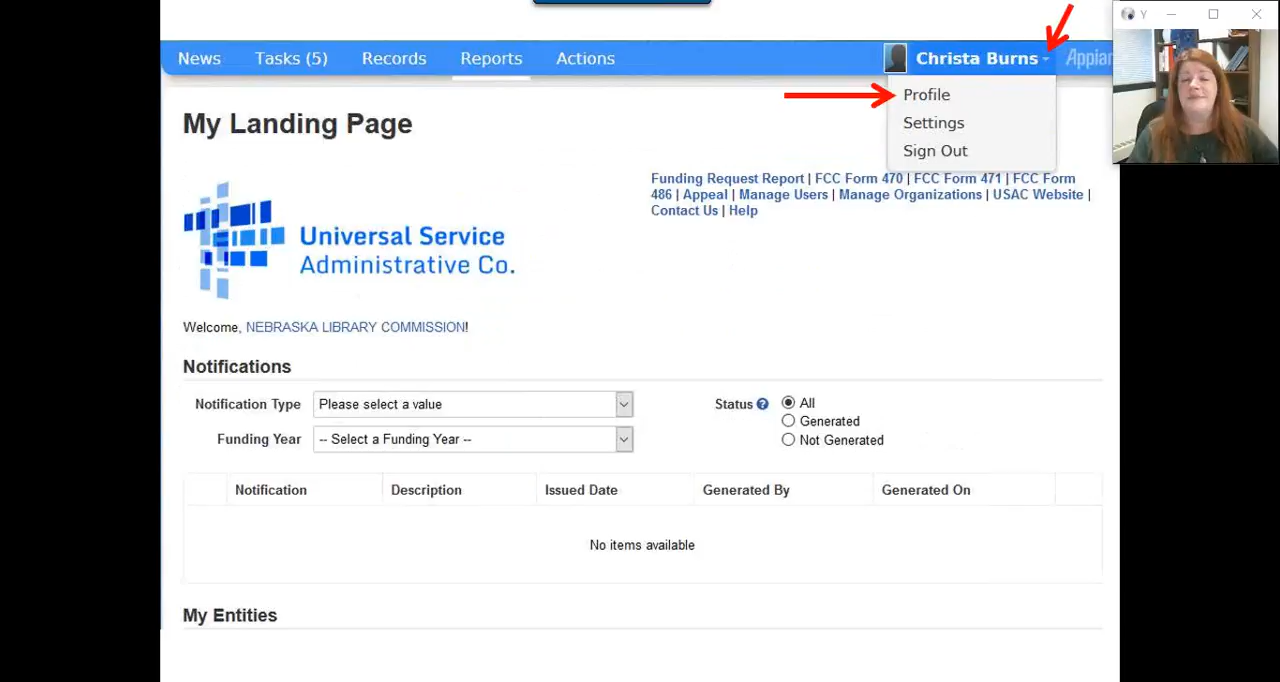 Y
News Tasks (5) Records Reports Actions Christa Burns Appian
Profile
Settings
Sign Out
My Landing Page
Funding Request Report | FCC Form 470 | FCC Form 471 | FCC Form
486 | Appeal | Manage Users | Manage Organizations | USAC Website |
Contact Us | Help
Universal Service
Administrative Co.
Welcome, NEBRASKA LIBRARY COMMISSION!
Notifications
Notification Type Please select a value Status ? All
Generated
Funding Year -- Select a Funding Year -- Not Generated
Notification Description Issued Date Generated By Generated On
No items available
My Entities